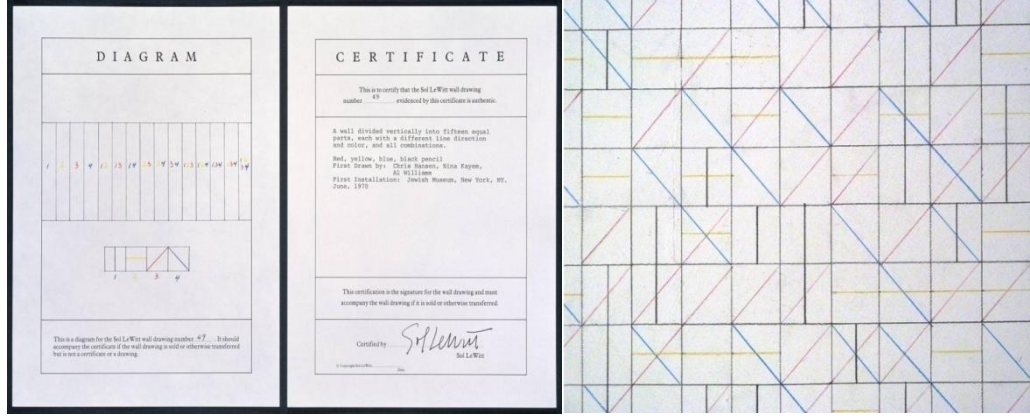 DIAGRAM
1 2 3 4 12 13 14 23 24 34 123 124 134 234
1 2 3 4
This is a diagram for the Sol LeWitt wall drawing number 49. It should
accompany the certificate if the wall drawing is sold or otherwise transferred
but is not a certificate or a drawing.
CERTIFICATE
This is to certify that the Sol LeWitt wall drawing
number 49 evidenced by this certificate is authentic.
A wall divided vertically into fifteen equal
parts, each with a different line direction
and color, and all combinations.
Red, yellow, blue, black pencil
First Drawn by: Chris Hansen, Nina Kayem,
Al Williams
First Installation: Jewish Museum, New York, NY.
June, 1970
This certification is the signature for the wall drawing and must
accompany the wall drawing if it is sold or otherwise transferred.
Certified by Sol LeWitt
Sol LeWitt
© Copyright Sol LeWitt
Date